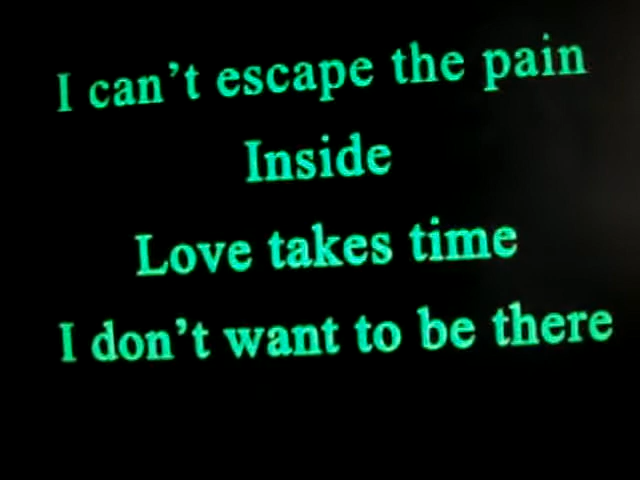 I can't escape the pain
Inside
Love takes time
I don't want to be there